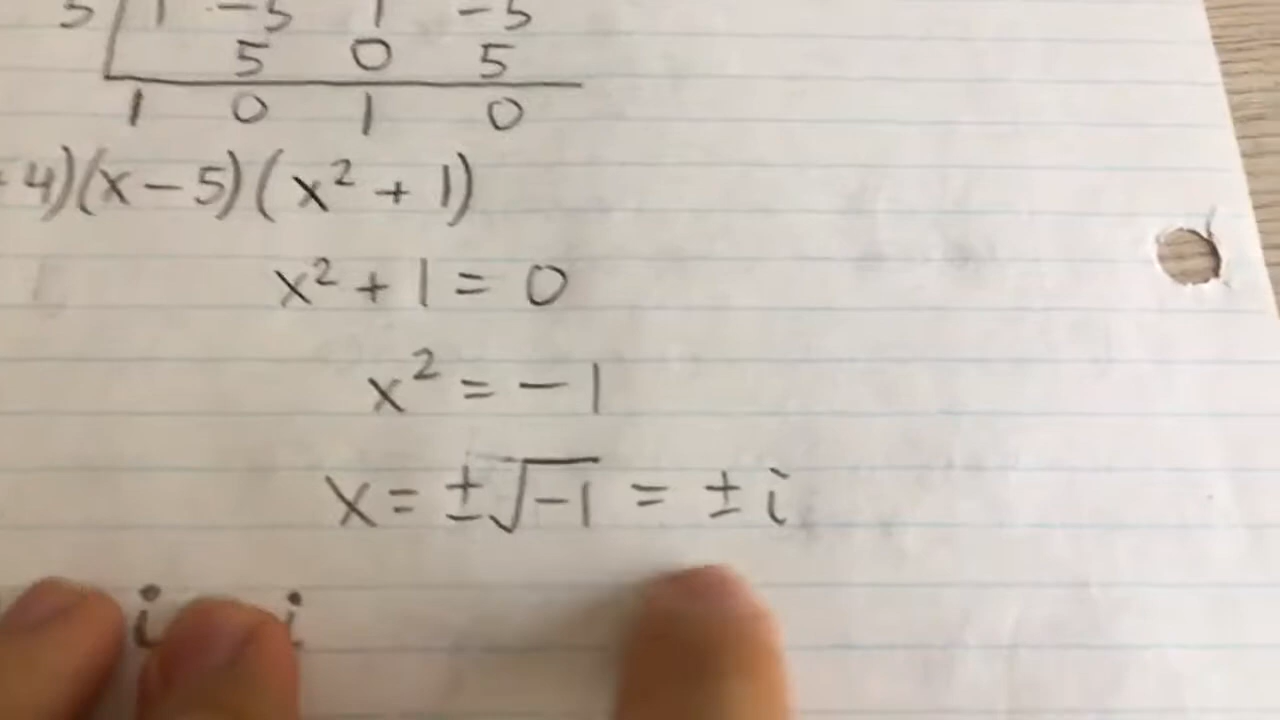 5 1 -5 1 -5
5 0 5
1 0 1 0
4)(x - 5)(x² + 1)
x² + 1 = 0
x² = -1
x = ±√-1 = ±i
i i